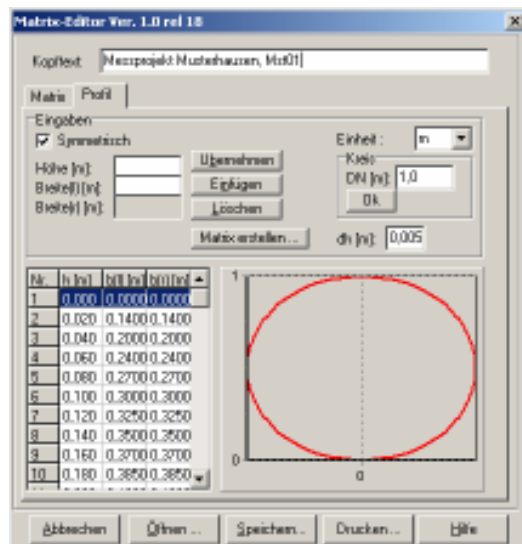 Matrix-Editor Ver. 1.0 rel 18
Kopftext: Messprojekt Musterhausen, Mst01
Matrix Profil
Eingaben
Symmetrisch
Einheit : m
Höhe [m]:
Breite(l) [m]:
Breite(r) [m]:
Übernehmen
Einfügen
Löschen
Matrix erstellen...
Kreis
DN [m]: 1,0
Ok
dh [m]: 0,005
Nr. h [m] b(l) [m] b(r) [m]
1 0.000 0.0000 0.0000
2 0.020 0.1400 0.1400
3 0.040 0.2000 0.2000
4 0.060 0.2400 0.2400
5 0.080 0.2700 0.2700
6 0.100 0.3000 0.3000
7 0.120 0.3250 0.3250
8 0.140 0.3500 0.3500
9 0.160 0.3700 0.3700
10 0.180 0.3850 0.3850
1
0
0
Abbrechen Öffnen ... Speichern... Drucken... Hilfe